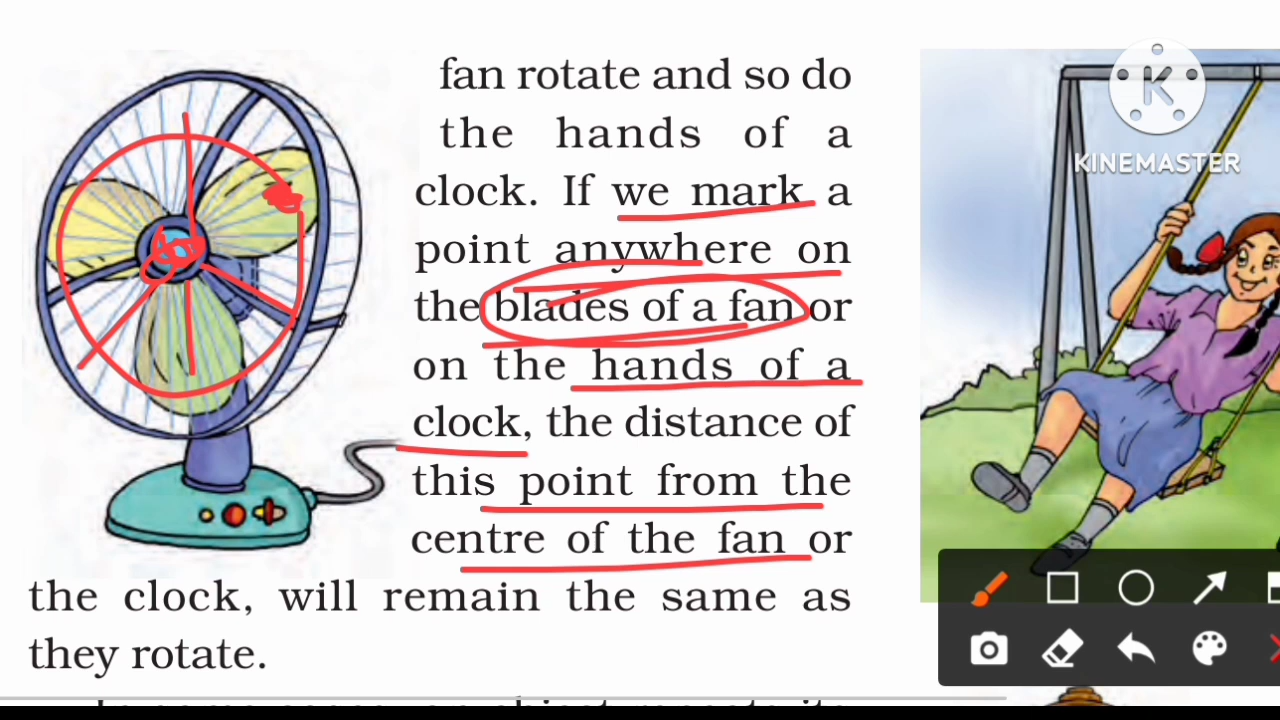 fan rotate and so do
the hands of a
clock. If we mark a
point anywhere on
the blades of a fan or
on the hands of a
clock, the distance of
this point from the
centre of the fan or
the clock, will remain the same as
they rotate.
K
KINEMASTER